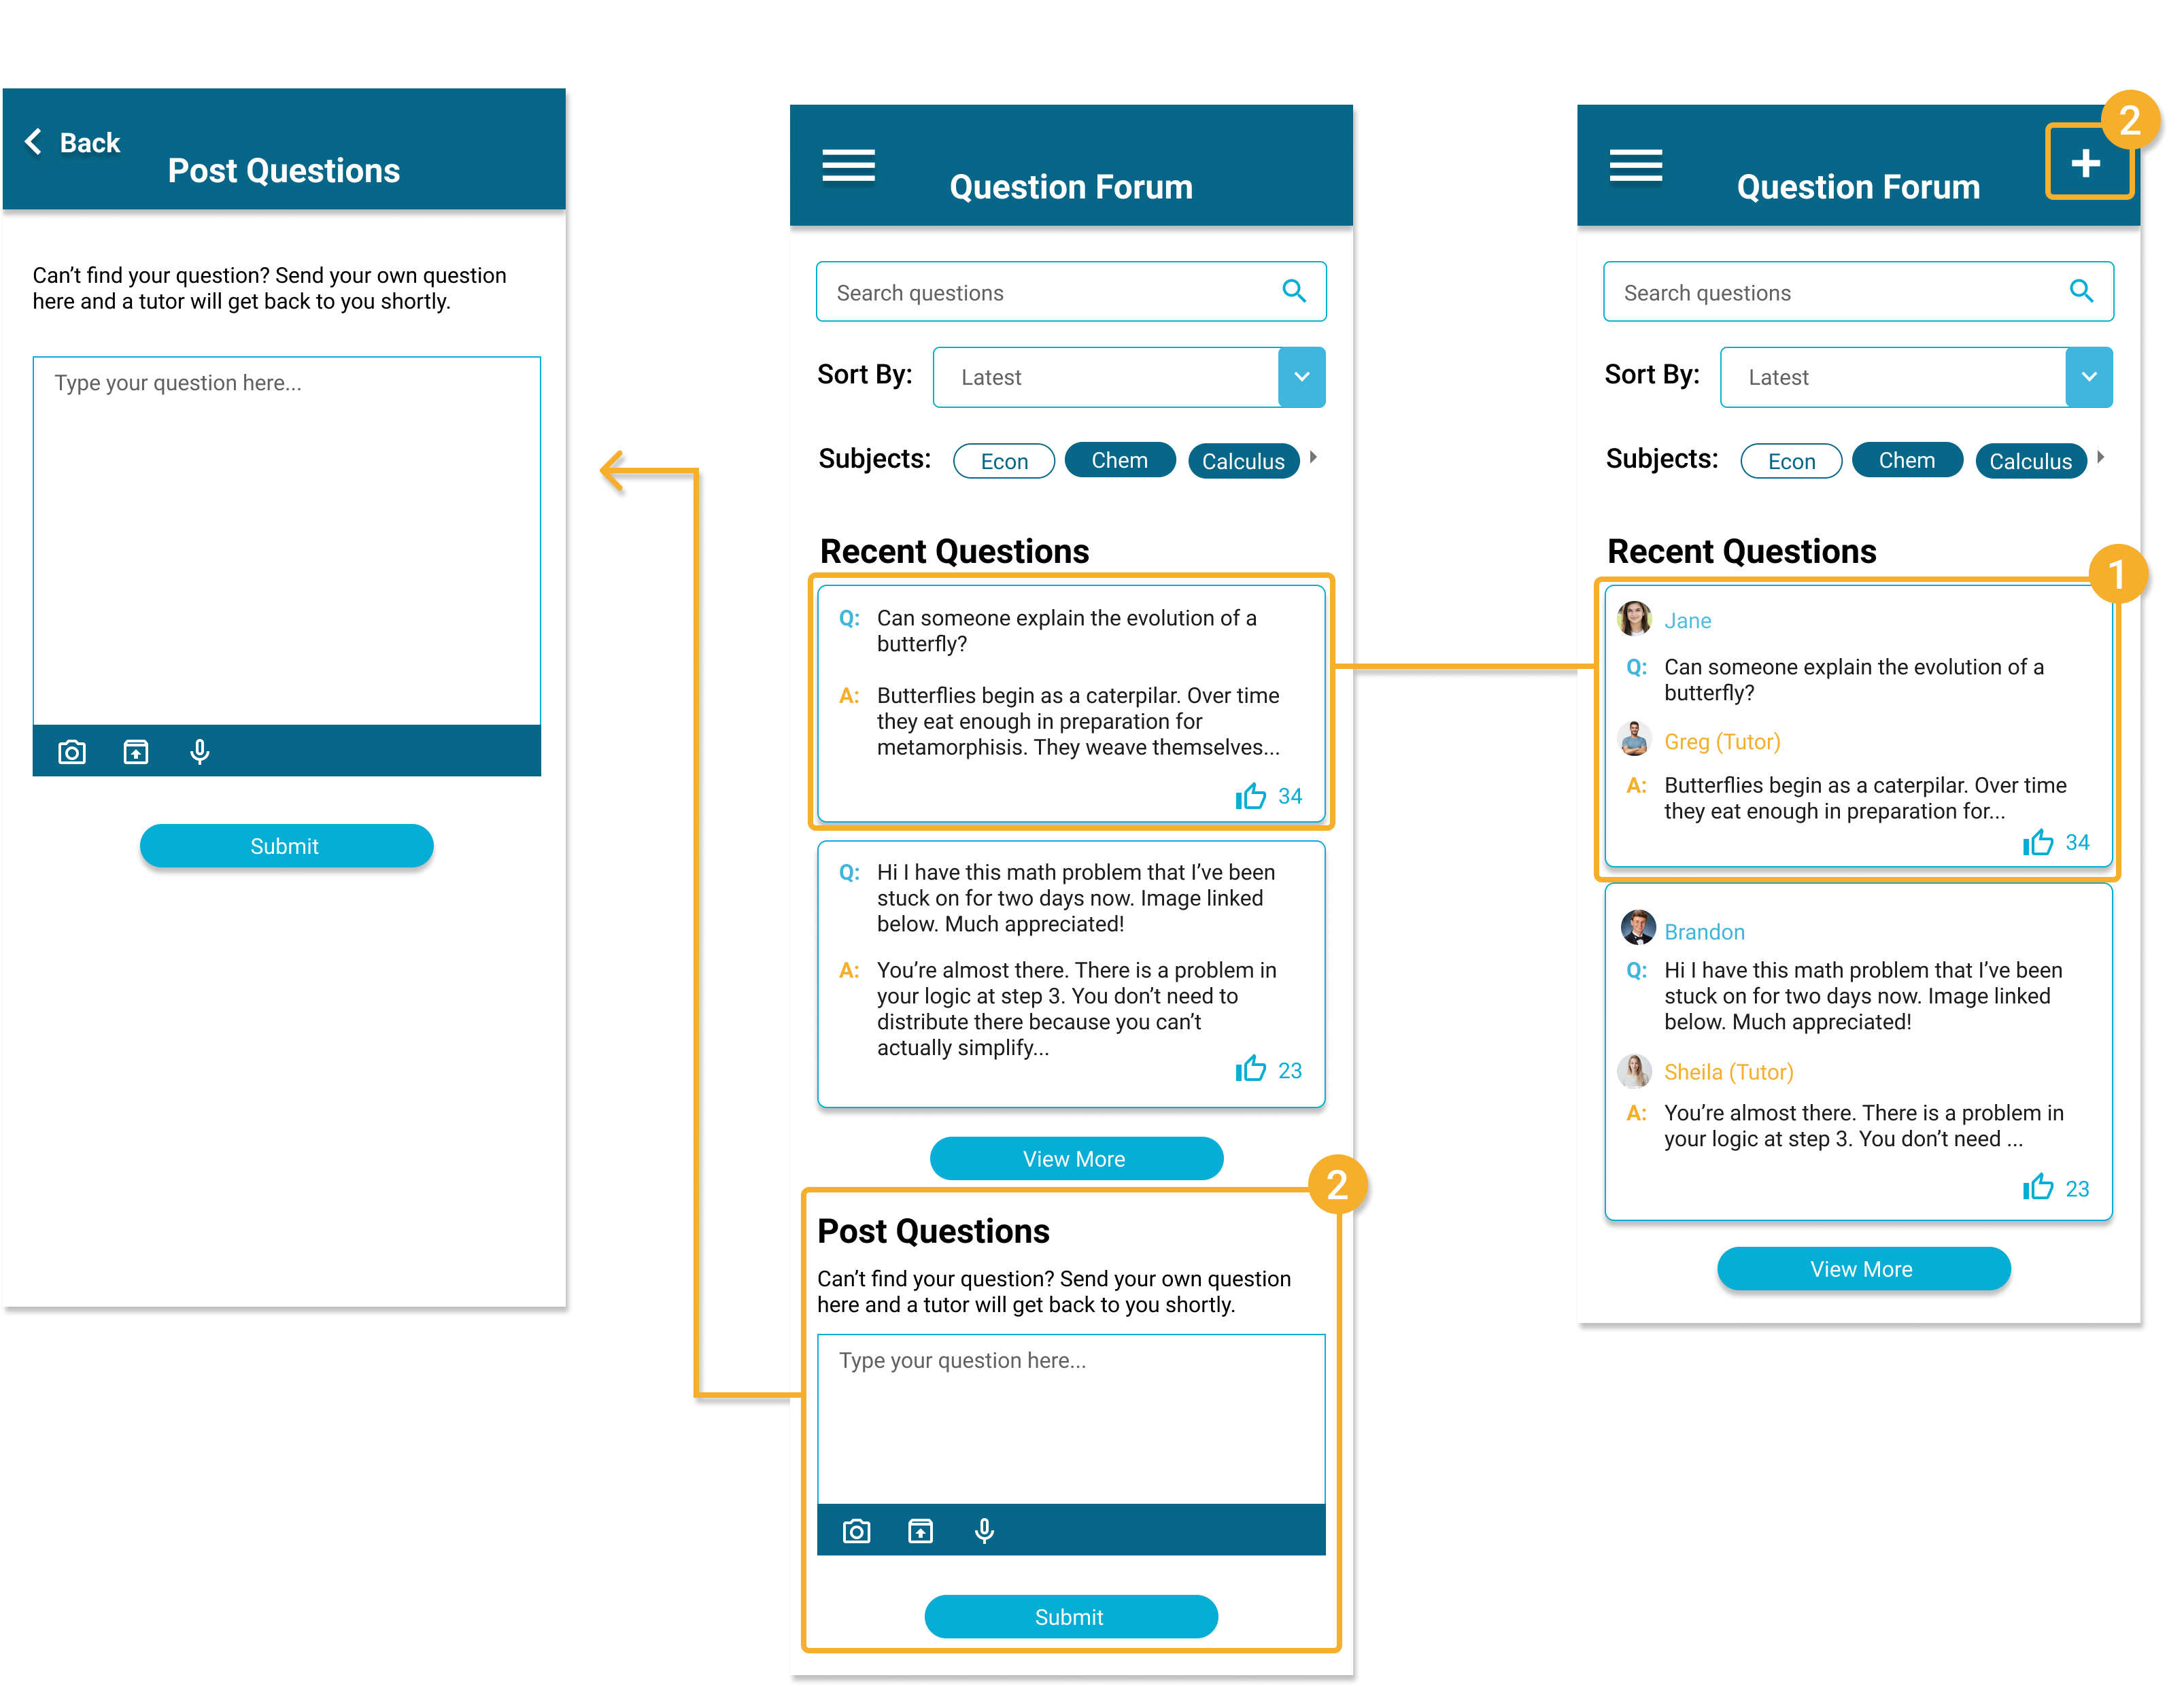 Back
Post Questions
Can’t find your question? Send your own question
here and a tutor will get back to you shortly.
Type your question here...
Submit
Question Forum
Search questions
Sort By:
Latest
Subjects:
Econ
Chem
Calculus
Recent Questions
Q: Can someone explain the evolution of a
butterfly?
A: Butterflies begin as a caterpilar. Over time
they eat enough in preparation for
metamorphisis. They weave themselves...
34
Q: Hi I have this math problem that I’ve been
stuck on for two days now. Image linked
below. Much appreciated!
A: You’re almost there. There is a problem in
your logic at step 3. You don’t need to
distribute there because you can’t
actually simplify...
23
View More
2
Post Questions
Can’t find your question? Send your own question
here and a tutor will get back to you shortly.
Type your question here...
Submit
2
Question Forum
Search questions
Sort By:
Latest
Subjects:
Econ
Chem
Calculus
Recent Questions
1
Jane
Q: Can someone explain the evolution of a
butterfly?
Greg (Tutor)
A: Butterflies begin as a caterpilar. Over time
they eat enough in preparation for...
34
Brandon
Q: Hi I have this math problem that I’ve been
stuck on for two days now. Image linked
below. Much appreciated!
Sheila (Tutor)
A: You’re almost there. There is a problem in
your logic at step 3. You don’t need ...
23
View More